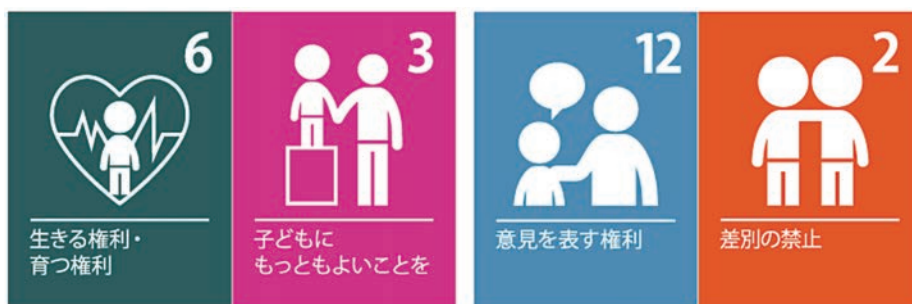 6
生きる権利・
育つ権利
3
子どもに
もっともよいことを
12
意見を表す権利
2
差別の禁止